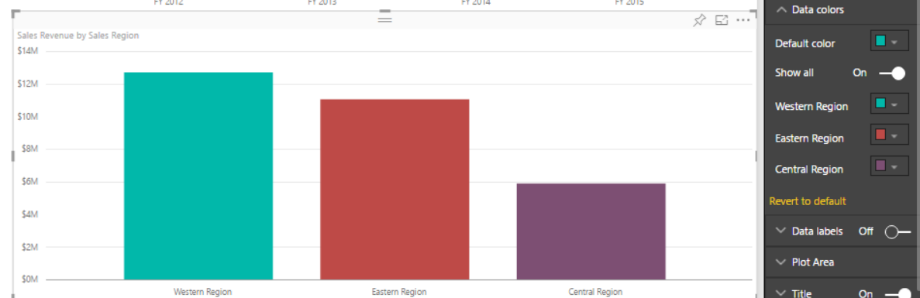 FY 2012 FY 2013 FY 2014 FY 2015
Sales Revenue by Sales Region
$14M
$12M
$10M
$8M
$6M
$4M
$2M
$0M
Western Region Eastern Region Central Region
Data colors
Default color
Show all On
Western Region
Eastern Region
Central Region
Revert to default
Data labels Off
Plot Area
Title On